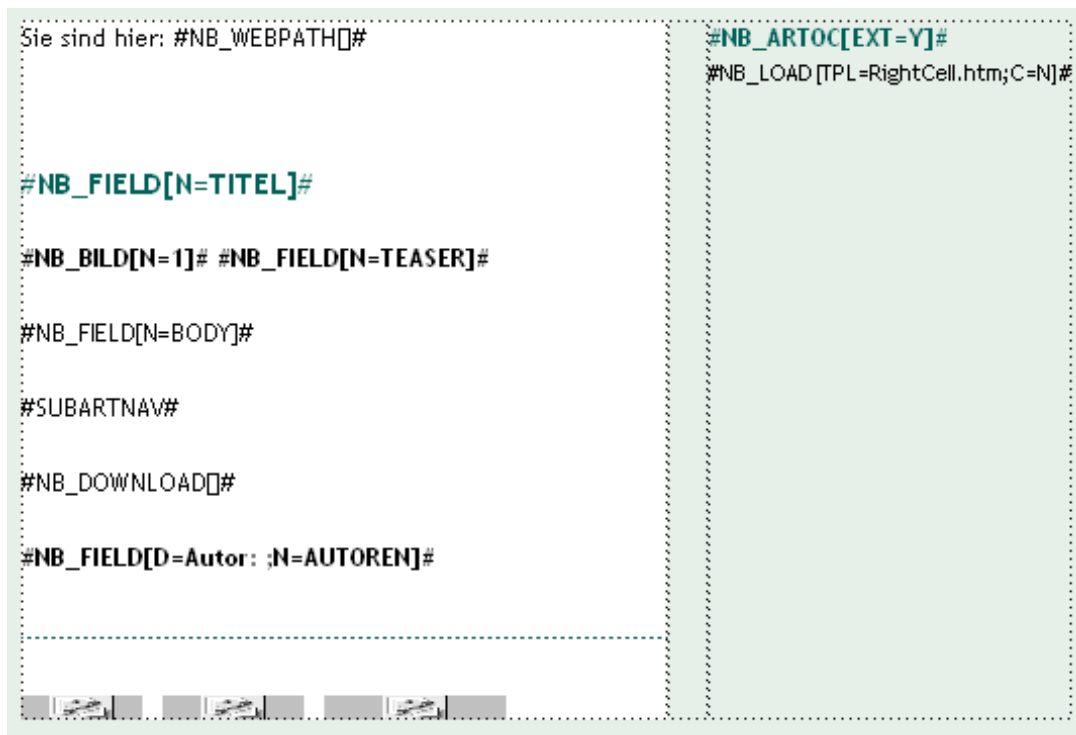 Sie sind hier: #NB_WEBPATH[]#
#NB_FIELD[N=TITEL]#
#NB_BILD[N=1]# #NB_FIELD[N=TEASER]#
#NB_FIELD[N=BODY]#
#SUBARTNAV#
#NB_DOWNLOAD[]#
#NB_FIELD[D=Autor: ;N=AUTOREN]#
#NB_ARTOC[EXT=Y]#
#NB_LOAD[TPL=RightCell.htm;C=N]#